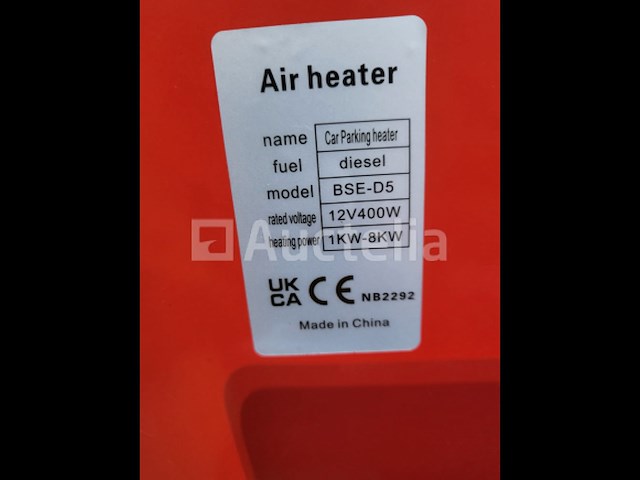 Air heater
name Car Parking heater
fuel diesel
model BSE-D5
rated voltage 12V400W
heating power 1KW-8KW
Auctelia
UK
CA CE NB2292
Made in China